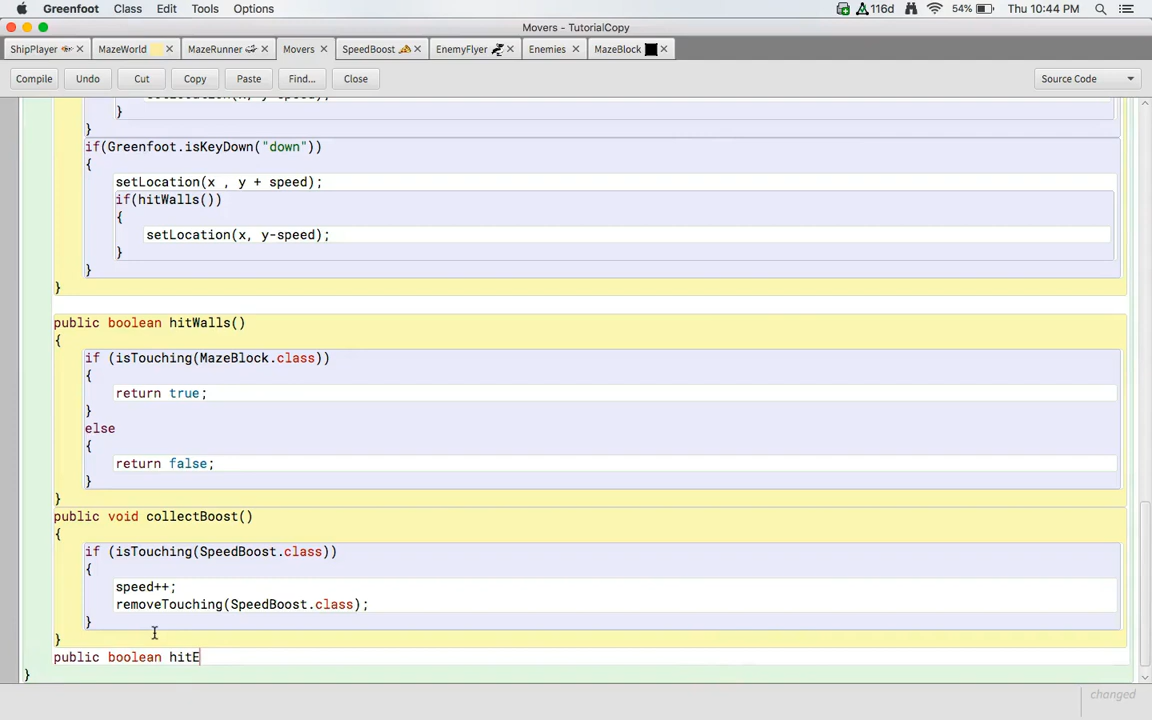 Greenfoot Class Edit Tools Controls Options 116d 54% Thu 10:44 PM
Movers - TutorialCopy
ShipPlayer × MazeWorld × MazeRunner × Movers × SpeedBoost × EnemyFlyer × Enemies × MazeBlock ×
Compile Undo Cut Copy Paste Find... Close Source Code
setLocation(x, y+speed);
}
}
if(Greenfoot.isKeyDown("down"))
{
setLocation(x , y + speed);
if(hitWalls())
{
setLocation(x, y-speed);
}
}
}
public boolean hitWalls()
{
if (isTouching(MazeBlock.class))
{
return true;
}
else
{
return false;
}
}
public void collectBoost()
{
if (isTouching(SpeedBoost.class))
{
speed++;
removeTouching(SpeedBoost.class);
}
}
public boolean hitE
}
changed